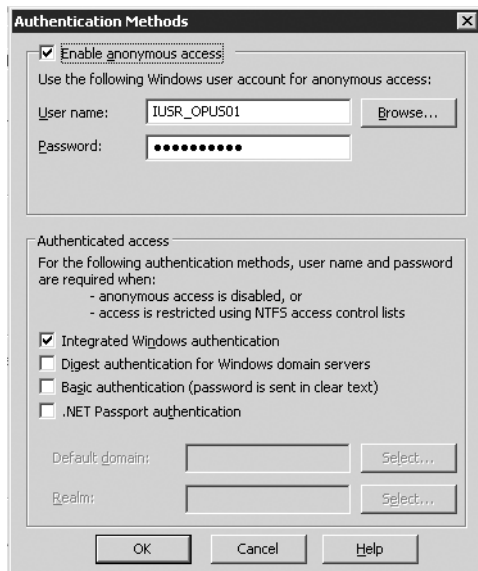 Authentication Methods
Enable anonymous access
Use the following Windows user account for anonymous access:
User name: IUSR_OPUS01 Browse...
Password: ●●●●●●●●●●
Authenticated access
For the following authentication methods, user name and password
are required when:
- anonymous access is disabled, or
- access is restricted using NTFS access control lists
Integrated Windows authentication
Digest authentication for Windows domain servers
Basic authentication (password is sent in clear text)
.NET Passport authentication
Default domain: Select...
Realm: Select...
OK Cancel Help